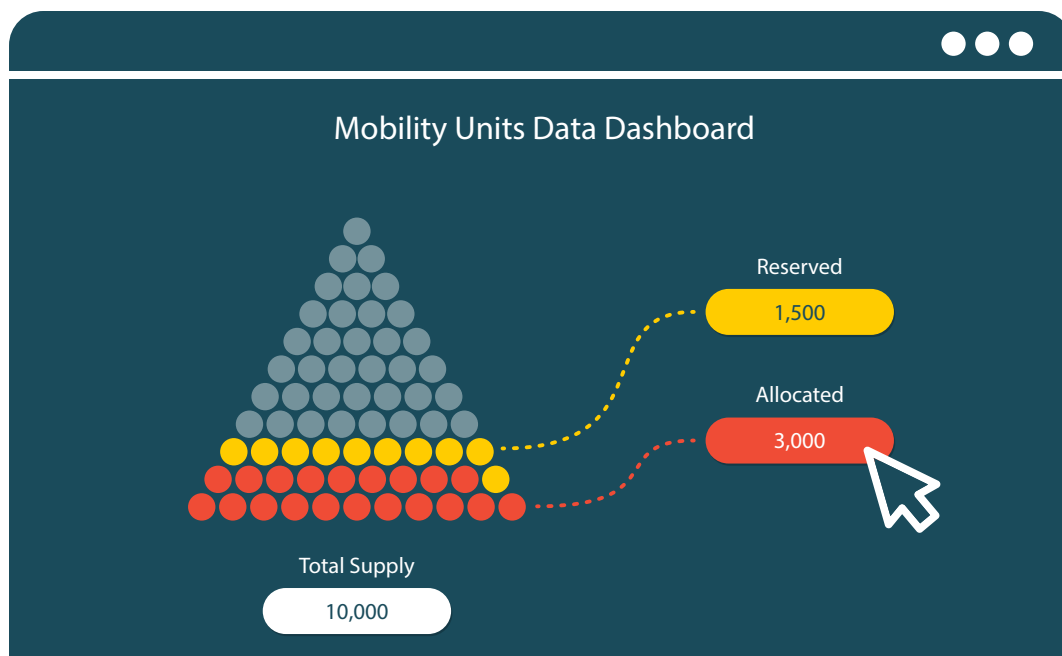 Mobility Units Data Dashboard
Reserved
1,500
Allocated
3,000
Total Supply
10,000